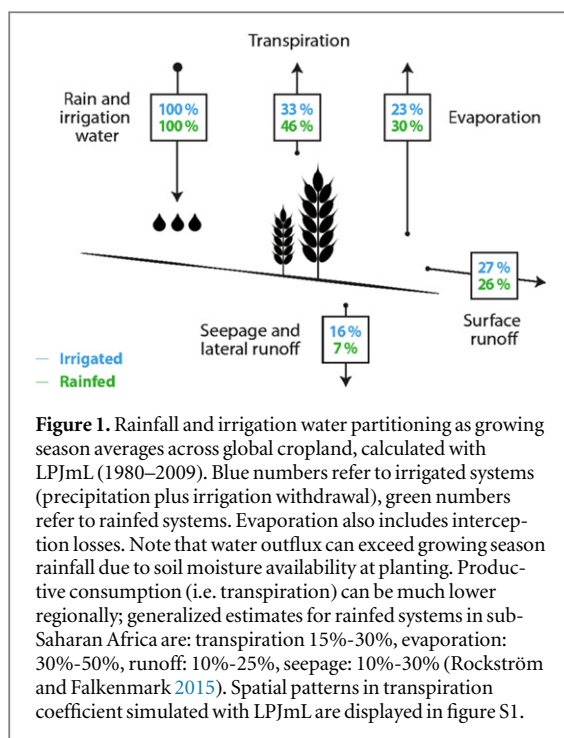 Transpiration
Rain and
irrigation
water
100 %
100 %
33 %
46 %
23 %
30 %
Evaporation
27 %
26 %
Surface
runoff
Seepage and
lateral runoff
16 %
7 %
— Irrigated
— Rainfed
Figure 1. Rainfall and irrigation water partitioning as growing
season averages across global cropland, calculated with
LPJmL (1980–2009). Blue numbers refer to irrigated systems
(precipitation plus irrigation withdrawal), green numbers
refer to rainfed systems. Evaporation also includes intercep-
tion losses. Note that water outflux can exceed growing season
rainfall due to soil moisture availability at planting. Produc-
tive consumption (i.e. transpiration) can be much lower
regionally; generalized estimates for rainfed systems in sub-
Saharan Africa are: transpiration 15%-30%, evaporation:
30%-50%, runoff: 10%-25%, seepage: 10%-30% (Rockström
and Falkenmark 2015). Spatial patterns in transpiration
coefficient simulated with LPJmL are displayed in figure S1.